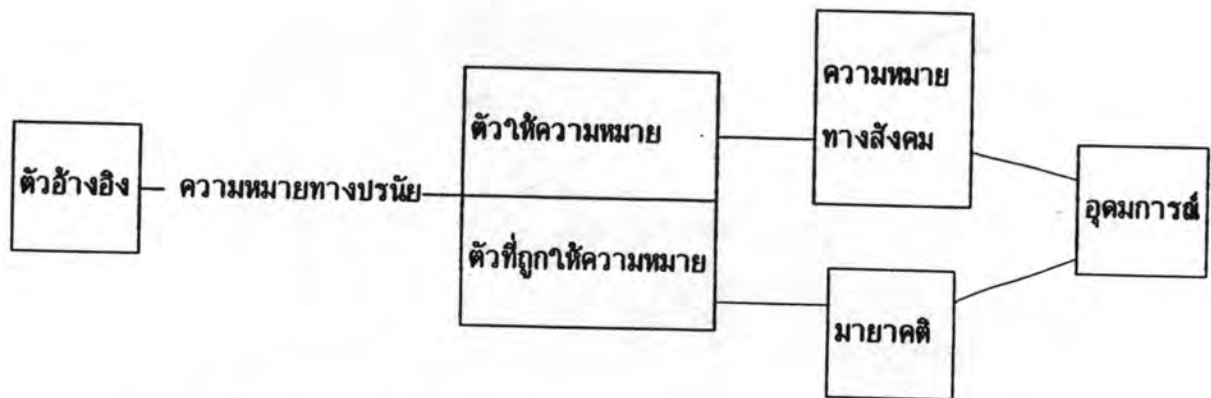 ตัวอ้างอิง
ความหมายทางปรนัย
ตัวให้ความหมาย
ตัวที่ถูกให้ความหมาย
ความหมาย
ทางสังคม
มายาคติ
อุดมการณ์